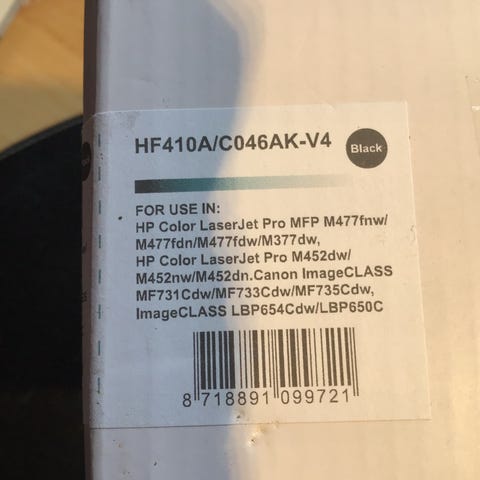 HF410A/C046AK-V4
Black
FOR USE IN:
HP Color LaserJet Pro MFP M477fnw/
M477fdn/M477fdw/M377dw,
HP Color LaserJet Pro M452dw/
M452nw/M452dn.Canon ImageCLASS
MF731Cdw/MF733Cdw/MF735Cdw,
ImageCLASS LBP654Cdw/LBP650C
8 718891 099721